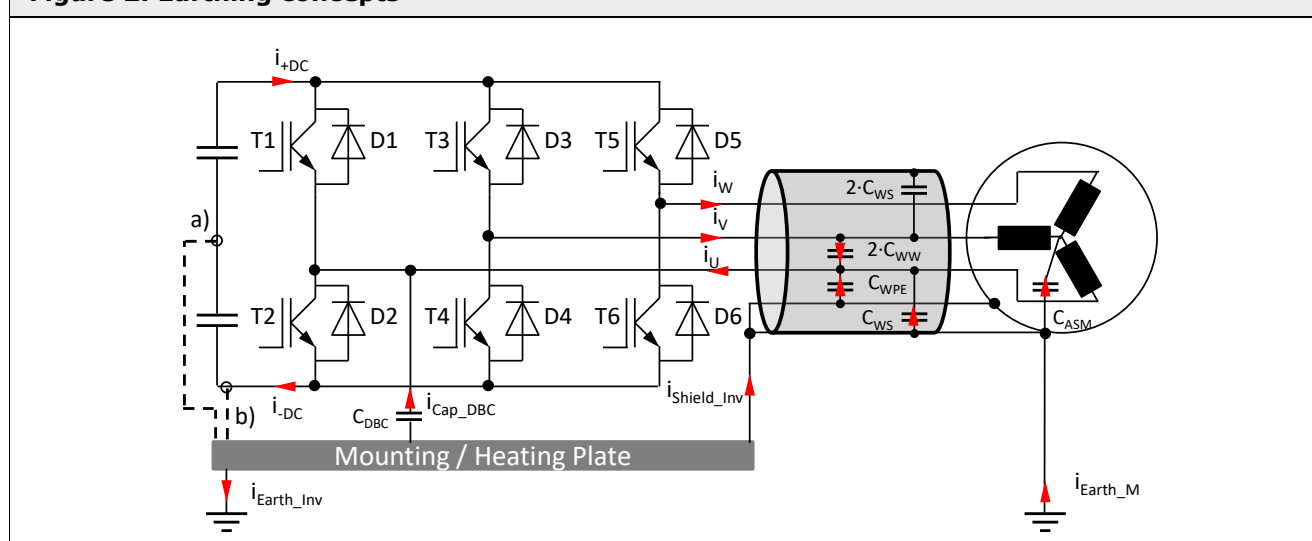 Figure 2: Earthing concepts
i+DC
T1 D1 T3 D3 T5 D5
a)
iW
iV
iU
2·CWS
2·CWW
CWPE
CWS
CASM
T2 D2 T4 D4 T6 D6
i-DC
b)
CDBC
iCap_DBC
iShield_Inv
Mounting / Heating Plate
iEarth_Inv
iEarth_M